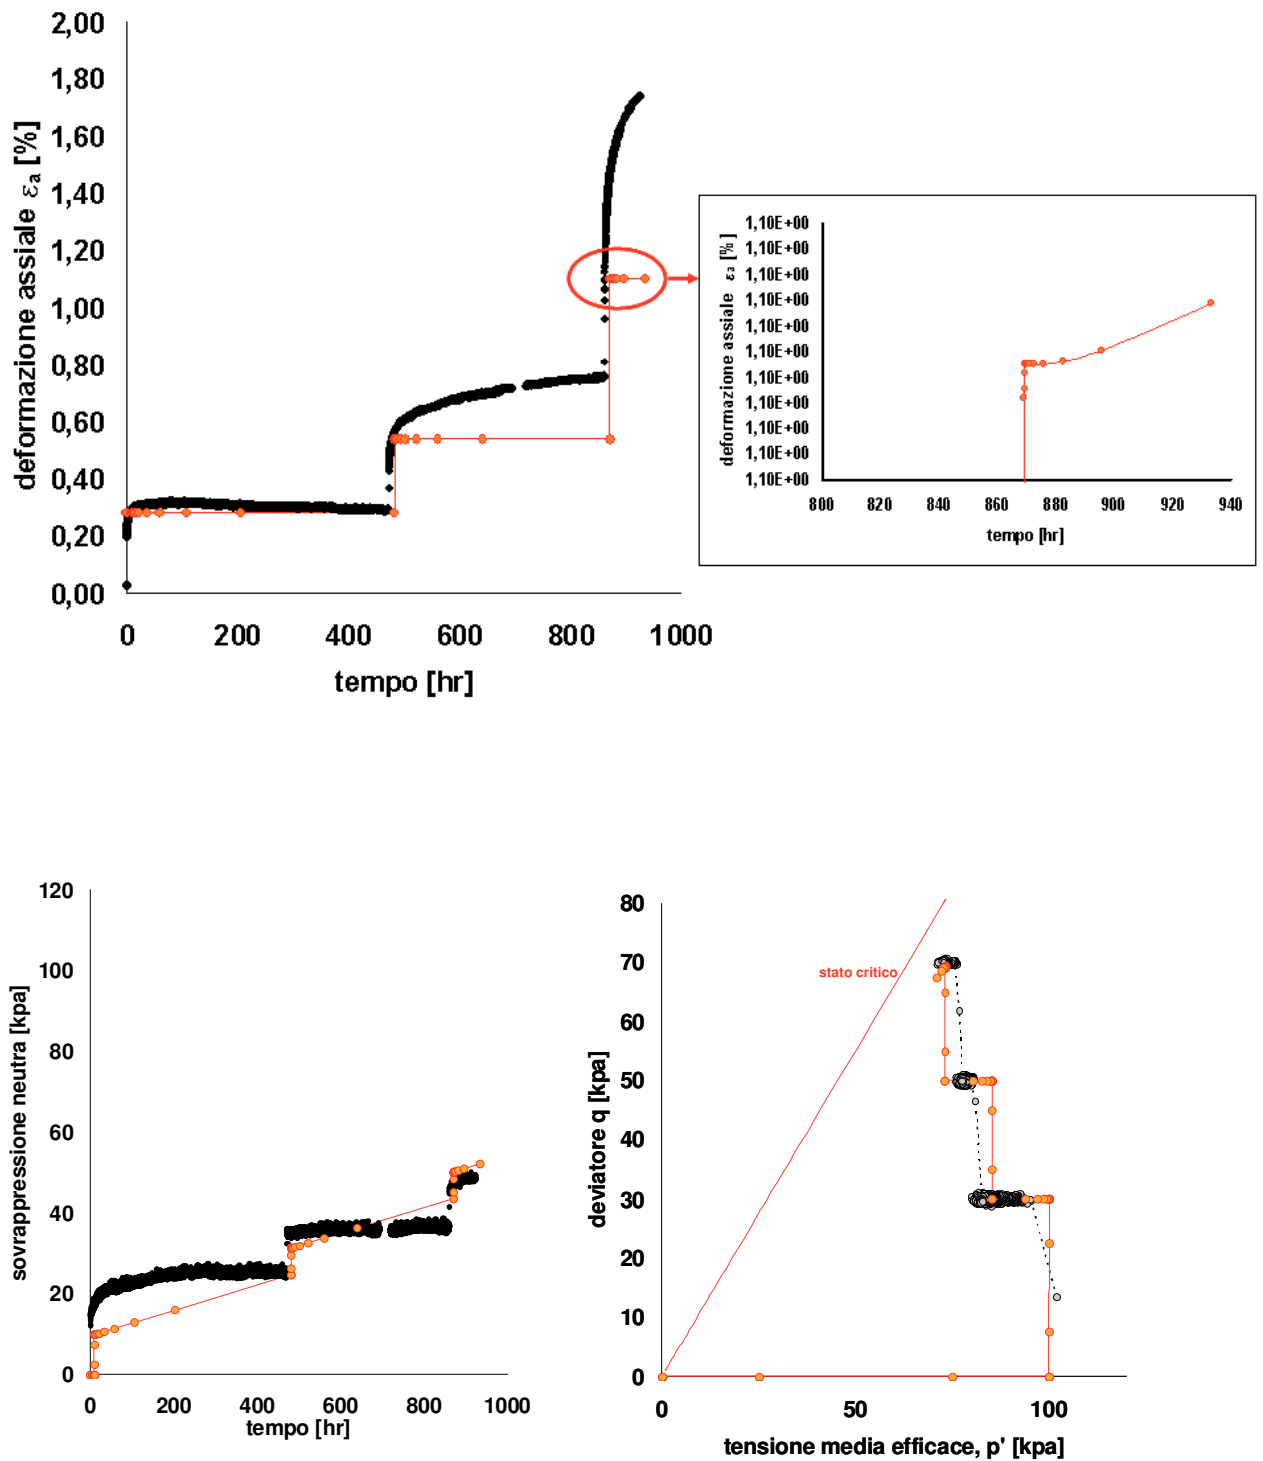 2,00
1,80
1,60
1,40
1,20
1,00
0,80
0,60
0,40
0,20
0,00
deformazione assiale εa [%]
0 200 400 600 800 1000
tempo [hr]
1,10E+00
1,10E+00
1,10E+00
1,10E+00
1,10E+00
1,10E+00
1,10E+00
1,10E+00
1,10E+00
1,10E+00
1,10E+00
deformazione assiale εa [%]
800 820 840 860 880 900 920 940
tempo [hr]
120
100
80
60
40
20
0
sovrappressione neutra [kpa]
0 200 400 600 800 1000
tempo [hr]
80
70
60
50
40
30
20
10
0
deviatore q [kpa]
stato critico
0 50 100
tensione media efficace, p' [kpa]